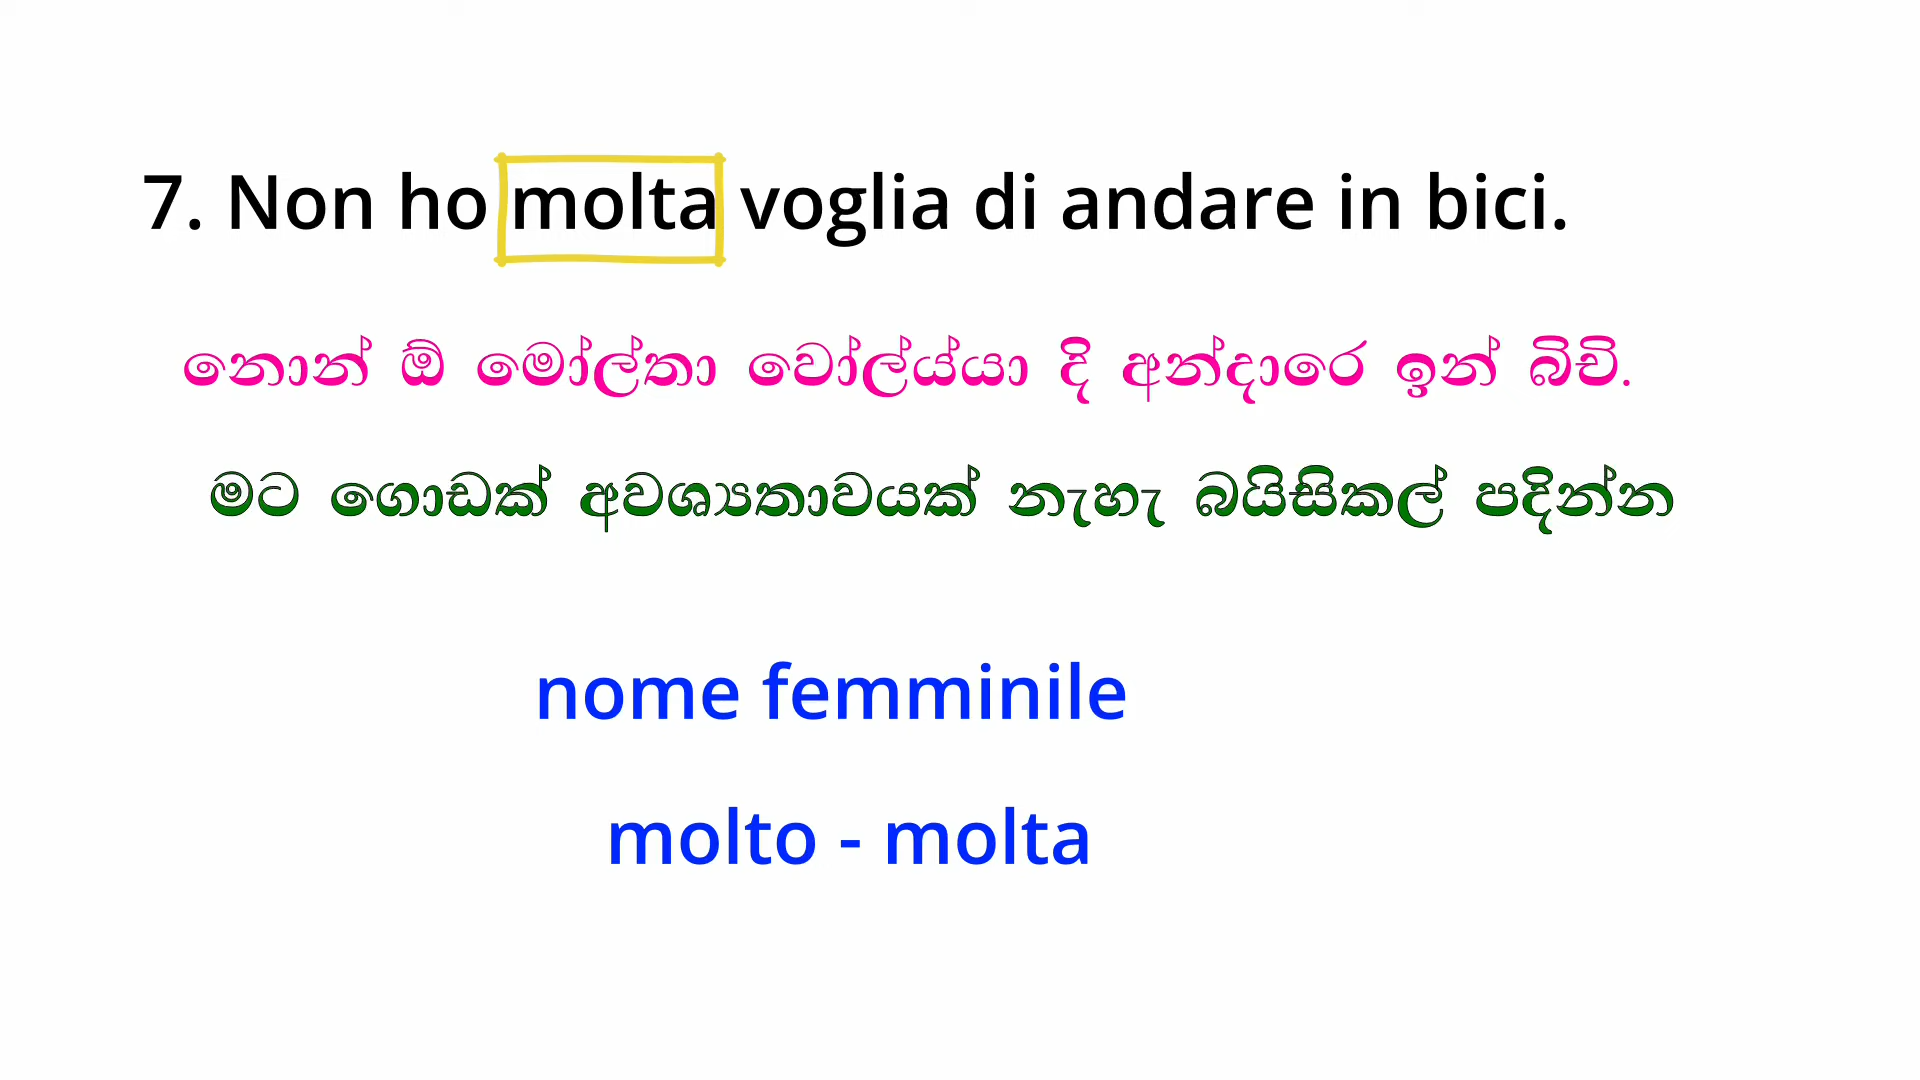 7. Non ho molta voglia di andare in bici.
නොන් ඕ මෝල්තා වෝල්ය්යා දි අන්දාරෙ ඉන් බිචි.
මට ගොඩක් අවශ්‍යතාවයක් නැහැ බයිසිකල් පදින්න
nome femminile
molto - molta